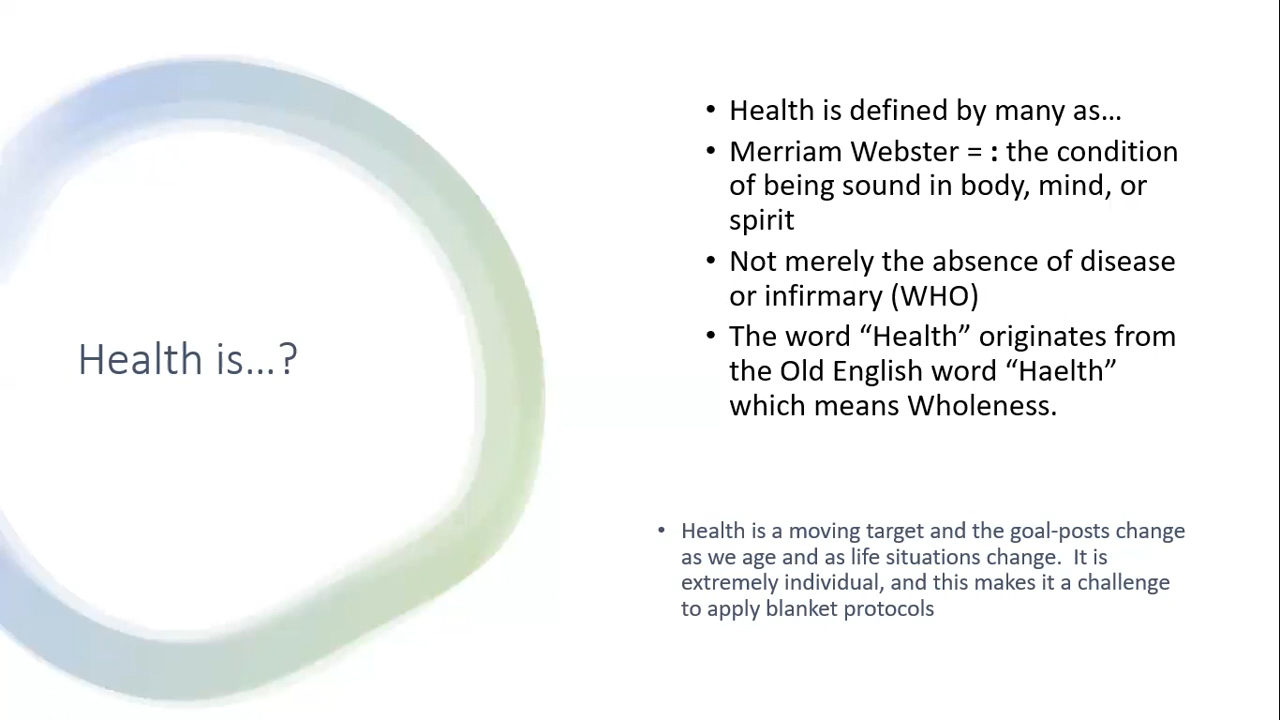 Health is...?
• Health is defined by many as...
• Merriam Webster = : the condition
of being sound in body, mind, or
spirit
• Not merely the absence of disease
or infirmary (WHO)
• The word “Health” originates from
the Old English word “Haelth”
which means Wholeness.
• Health is a moving target and the goal-posts change
as we age and as life situations change.  It is
extremely individual, and this makes it a challenge
to apply blanket protocols